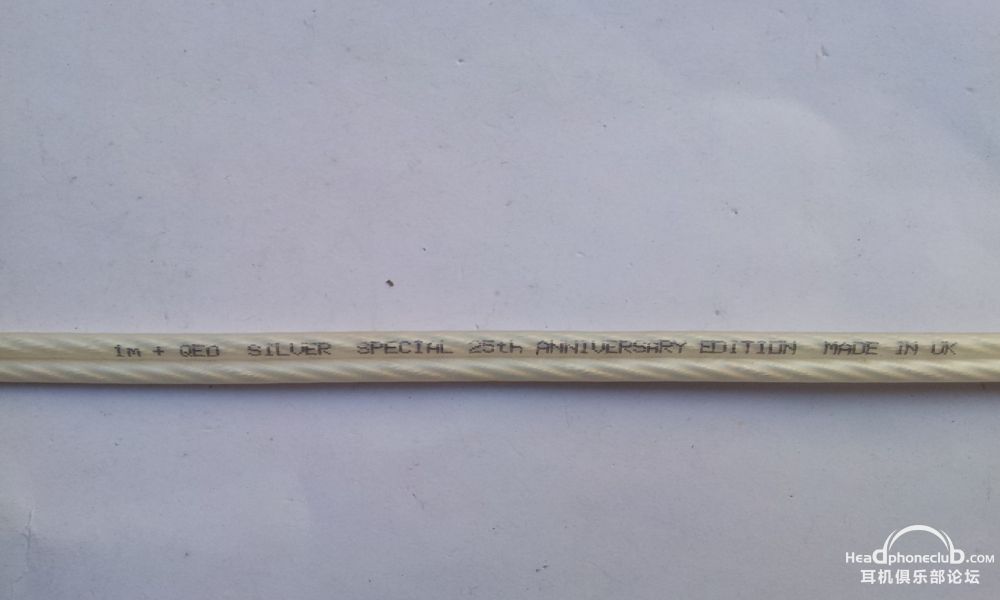 1m + QED SILVER SPECIAL 25th ANNIVERSARY EDITION MADE IN UK
Headphoneclub.com
耳机俱乐部论坛